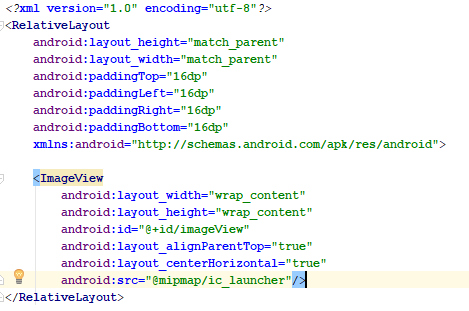 <?xml version="1.0" encoding="utf-8"?>
<RelativeLayout
    android:layout_height="match_parent"
    android:layout_width="match_parent"
    android:paddingTop="16dp"
    android:paddingLeft="16dp"
    android:paddingRight="16dp"
    android:paddingBottom="16dp"
    xmlns:android="http://schemas.android.com/apk/res/android">

    <ImageView
        android:layout_width="wrap_content"
        android:layout_height="wrap_content"
        android:id="@+id/imageView"
        android:layout_alignParentTop="true"
        android:layout_centerHorizontal="true"
        android:src="@mipmap/ic_launcher"/>
</RelativeLayout>